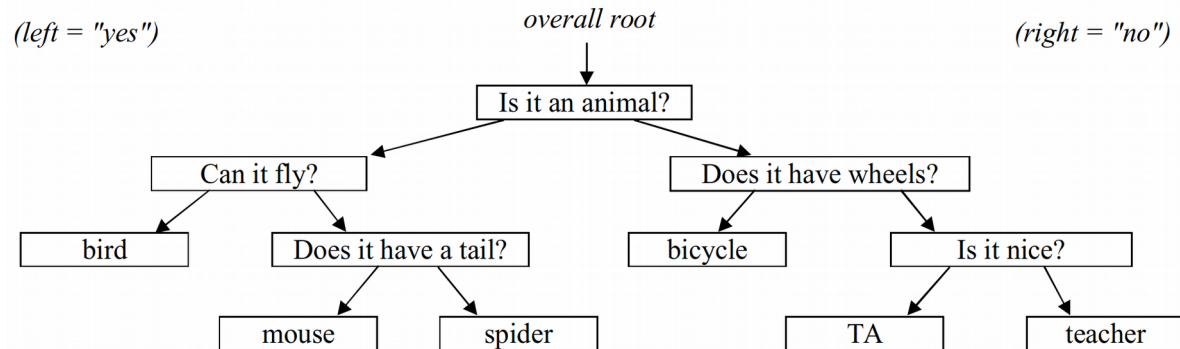 overall root
(left = "yes")
(right = "no")
Is it an animal?
Can it fly?
Does it have wheels?
bird
Does it have a tail?
bicycle
Is it nice?
mouse
spider
TA
teacher